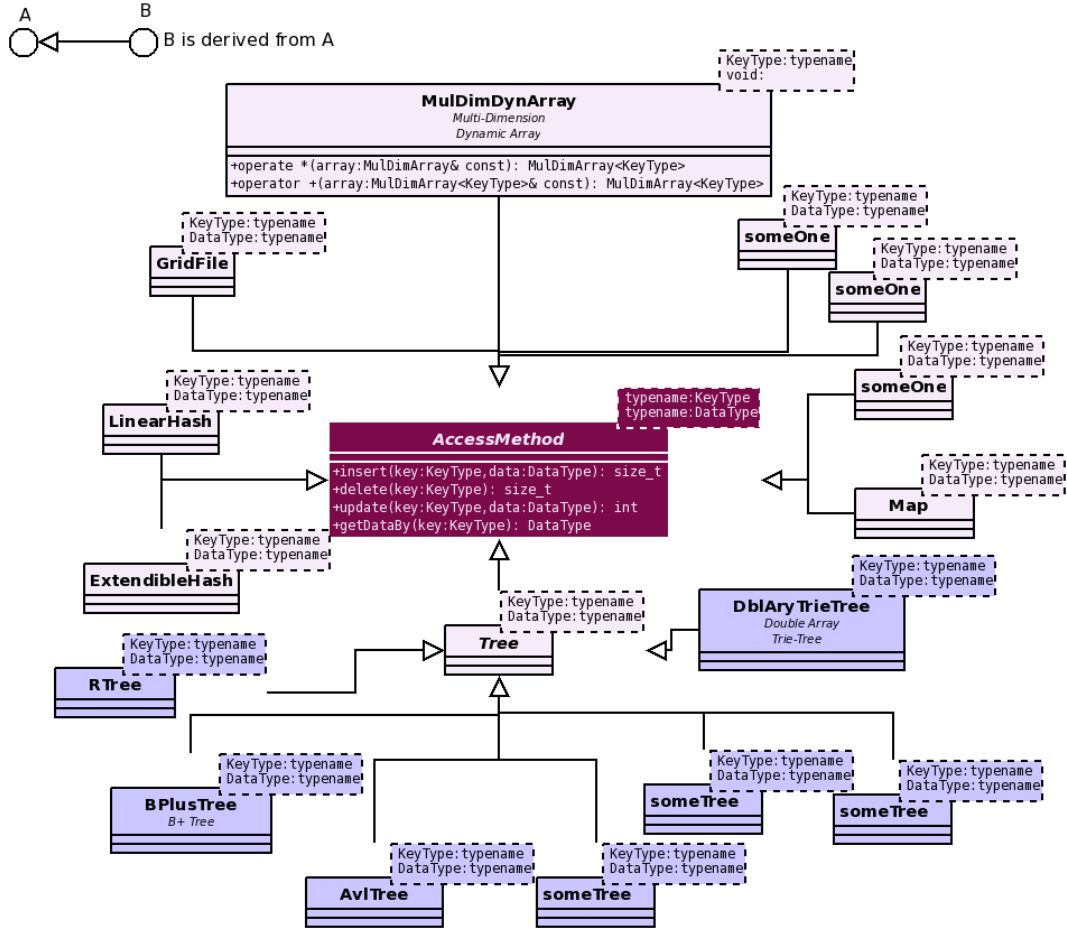 A
B
B is derived from A
KeyType:typename
void:
MulDimDynArray
Multi-Dimension
Dynamic Array
+operate *(array:MulDimArray& const): MulDimArray<KeyType>
+operator +(array:MulDimArray<KeyType>& const): MulDimArray<KeyType>
KeyType:typename
DataType:typename
GridFile
KeyType:typename
DataType:typename
someOne
KeyType:typename
DataType:typename
someOne
KeyType:typename
DataType:typename
someOne
KeyType:typename
DataType:typename
LinearHash
typename:KeyType
typename:DataType
AccessMethod
+insert(key:KeyType,data:DataType): size_t
+delete(key:KeyType): size_t
+update(key:KeyType,data:DataType): int
+getDataBy(key:KeyType): DataType
KeyType:typename
DataType:typename
Map
KeyType:typename
DataType:typename
ExtendibleHash
KeyType:typename
DataType:typename
Tree
KeyType:typename
DataType:typename
DblAryTrieTree
Double Array
Trie-Tree
KeyType:typename
DataType:typename
RTree
KeyType:typename
DataType:typename
BPlusTree
B+ Tree
KeyType:typename
DataType:typename
someTree
KeyType:typename
DataType:typename
someTree
KeyType:typename
DataType:typename
AvlTree
KeyType:typename
DataType:typename
someTree